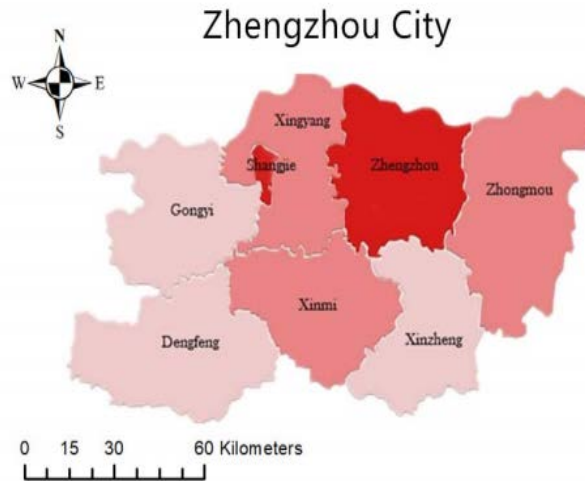 Zhengzhou City
N
W E
S
Xingyang
Shangjie
Zhengzhou
Zhongmou
Gongyi
Xinmi
Dengfeng
Xinzheng
0 15 30 60 Kilometers